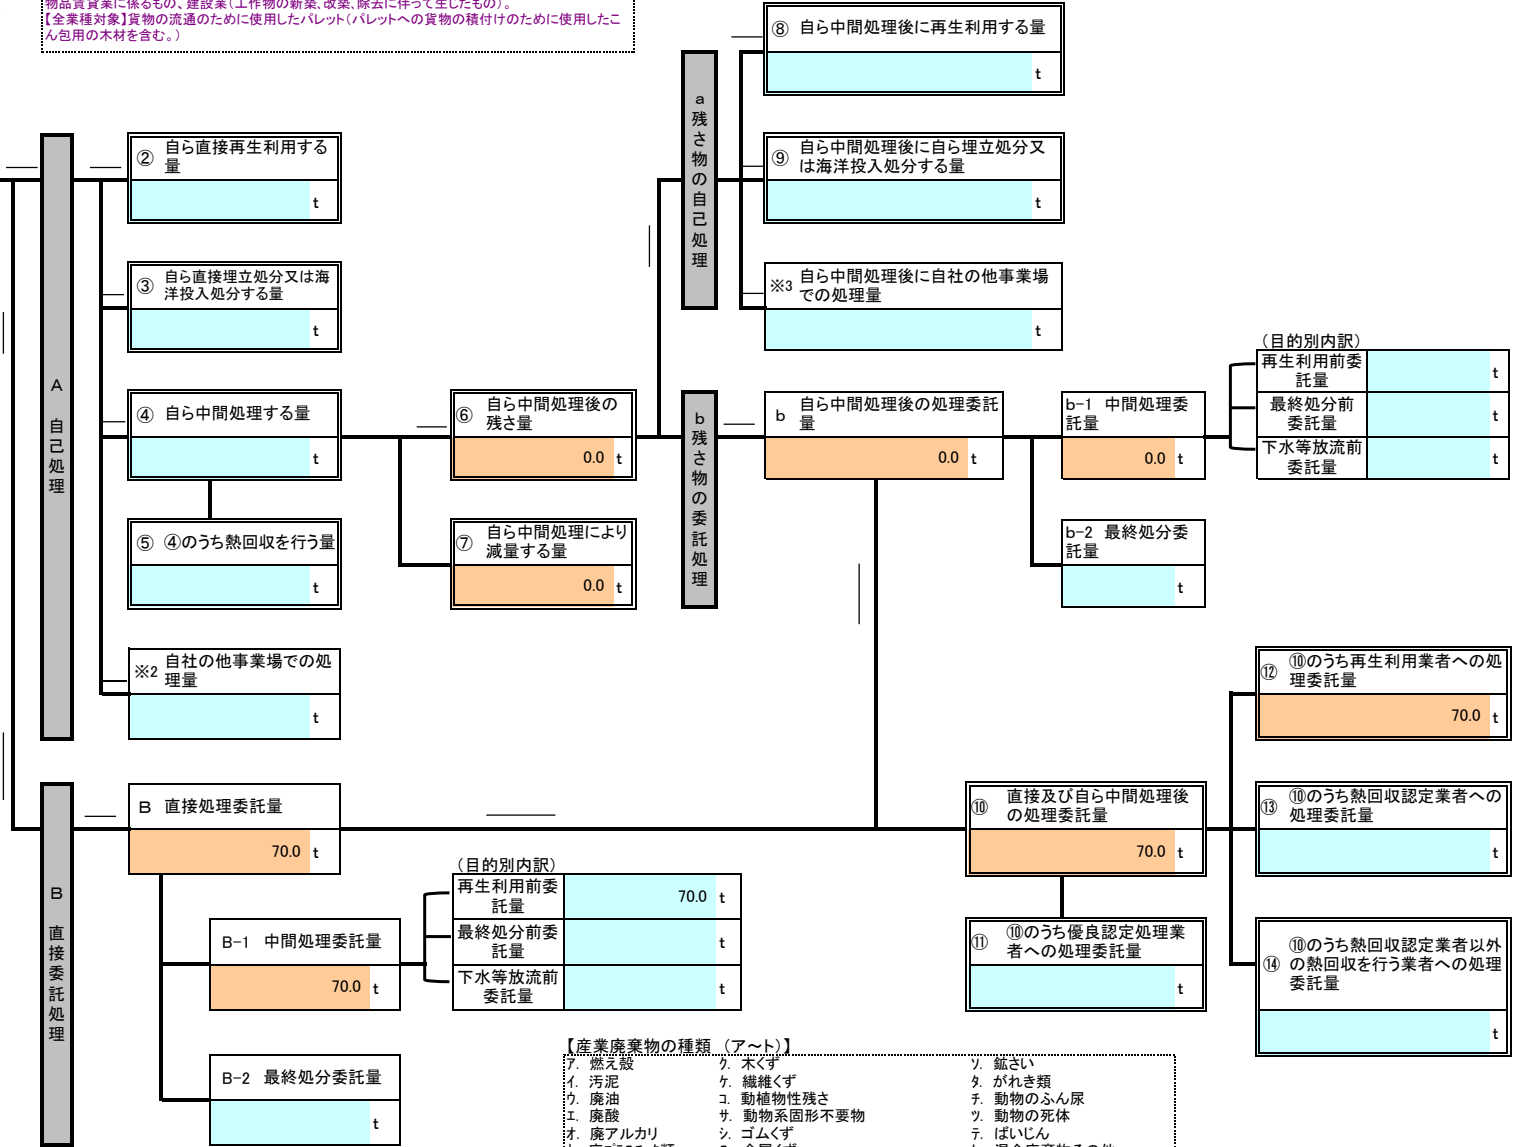 物品賃貸業に係るもの、建設業（工作物の新築、改築、除去に伴って生じたもの）。
【全業種対象】貨物の流通のために使用したパレット（パレットへの貨物の積付けのために使用したこ
ん包用の木材を含む。）
⑧ 自ら中間処理後に再生利用する量
t
a 残さ物の自己処理
② 自ら直接再生利用する
量
t
⑨ 自ら中間処理後に自ら埋立処分又
は海洋投入処分する量
t
③ 自ら直接埋立処分又は海
洋投入処分する量
t
※3 自ら中間処理後に自社の他事業場
での処理量
t
A 自己処理
④ 自ら中間処理する量
t
⑥ 自ら中間処理後の
残さ量
0.0 t
b 残さ物の委託処理
b 自ら中間処理後の処理委託
量
0.0 t
b-1 中間処理委
託量
0.0 t
（目的別内訳）
再生利用前委
託量
t
最終処分前
委託量
t
下水等放流前
委託量
t
⑤ ④のうち熱回収を行う量
t
⑦ 自ら中間処理により
減量する量
0.0 t
b-2 最終処分委
託量
t
※2 自社の他事業場での処
理量
t
⑫ ⑩のうち再生利用業者への処
理委託量
70.0 t
B 直接委託処理
B 直接処理委託量
70.0 t
⑩ 直接及び自ら中間処理後
の処理委託量
70.0 t
⑬ ⑩のうち熱回収認定業者への
処理委託量
t
（目的別内訳）
再生利用前委
託量
70.0 t
最終処分前委
託量
t
下水等放流前
委託量
t
B-1 中間処理委託量
70.0 t
⑪ ⑩のうち優良認定処理業
者への処理委託量
t
⑭ ⑩のうち熱回収認定業者以外
の熱回収を行う業者への処理
委託量
t
B-2 最終処分委託量
t
【産業廃棄物の種類 （ア～ト）】
ア. 燃え殻 ク. 木くず ソ. 鉱さい
イ. 汚泥 ケ. 繊維くず タ. がれき類
ウ. 廃油 コ. 動植物性残さ チ. 動物のふん尿
エ. 廃酸 サ. 動物系固形不要物 ツ. 動物の死体
オ. 廃アルカリ シ. ゴムくず テ. ばいじん